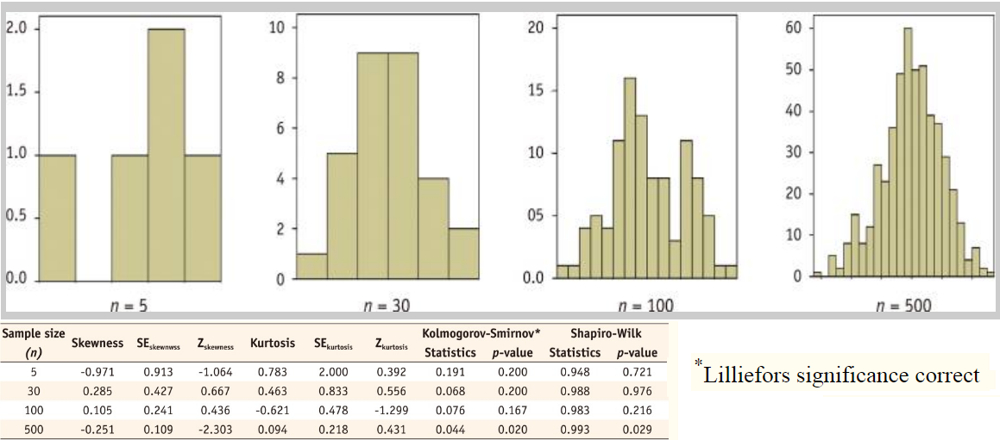 2.0
1.5
1.0
0.5
0.0
n = 5
10
8
6
4
2
0
n = 30
20
15
10
05
0.0
n = 100
60
50
40
30
20
10
0
n = 500
Sample size (n) Skewness SEskewnwss Zskewness Kurtosis SEkurtosis Zkurtosis Kolmogorov-Smirnov* Shapiro-Wilk
Statistics p-value Statistics p-value
5 -0.971 0.913 -1.064 0.783 2.000 0.392 0.191 0.200 0.948 0.721
30 0.285 0.427 0.667 0.463 0.833 0.556 0.068 0.200 0.988 0.976
100 0.105 0.241 0.436 -0.621 0.478 -1.299 0.076 0.167 0.983 0.216
500 -0.251 0.109 -2.303 0.094 0.218 0.431 0.044 0.020 0.993 0.029
*Lilliefors significance correct